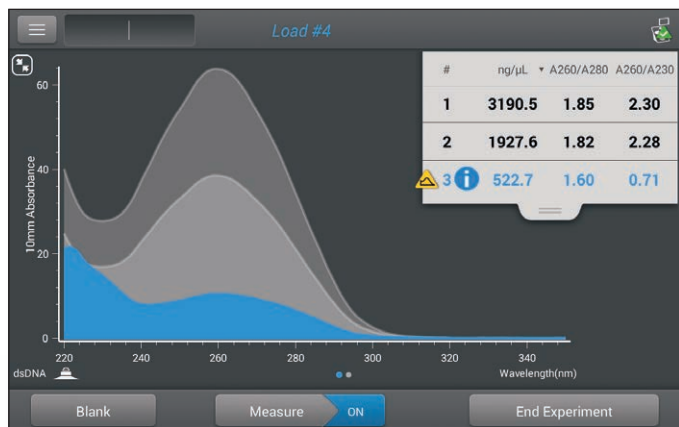 Load #4
# ng/µL ▾ A260/A280 A260/A230
1 3190.5 1.85 2.30
2 1927.6 1.82 2.28
3 i 522.7 1.60 0.71
10mm Absorbance
60
40
20
0
220 240 260 280 300 320 340
dsDNA
Wavelength(nm)
Blank
Measure ON
End Experiment